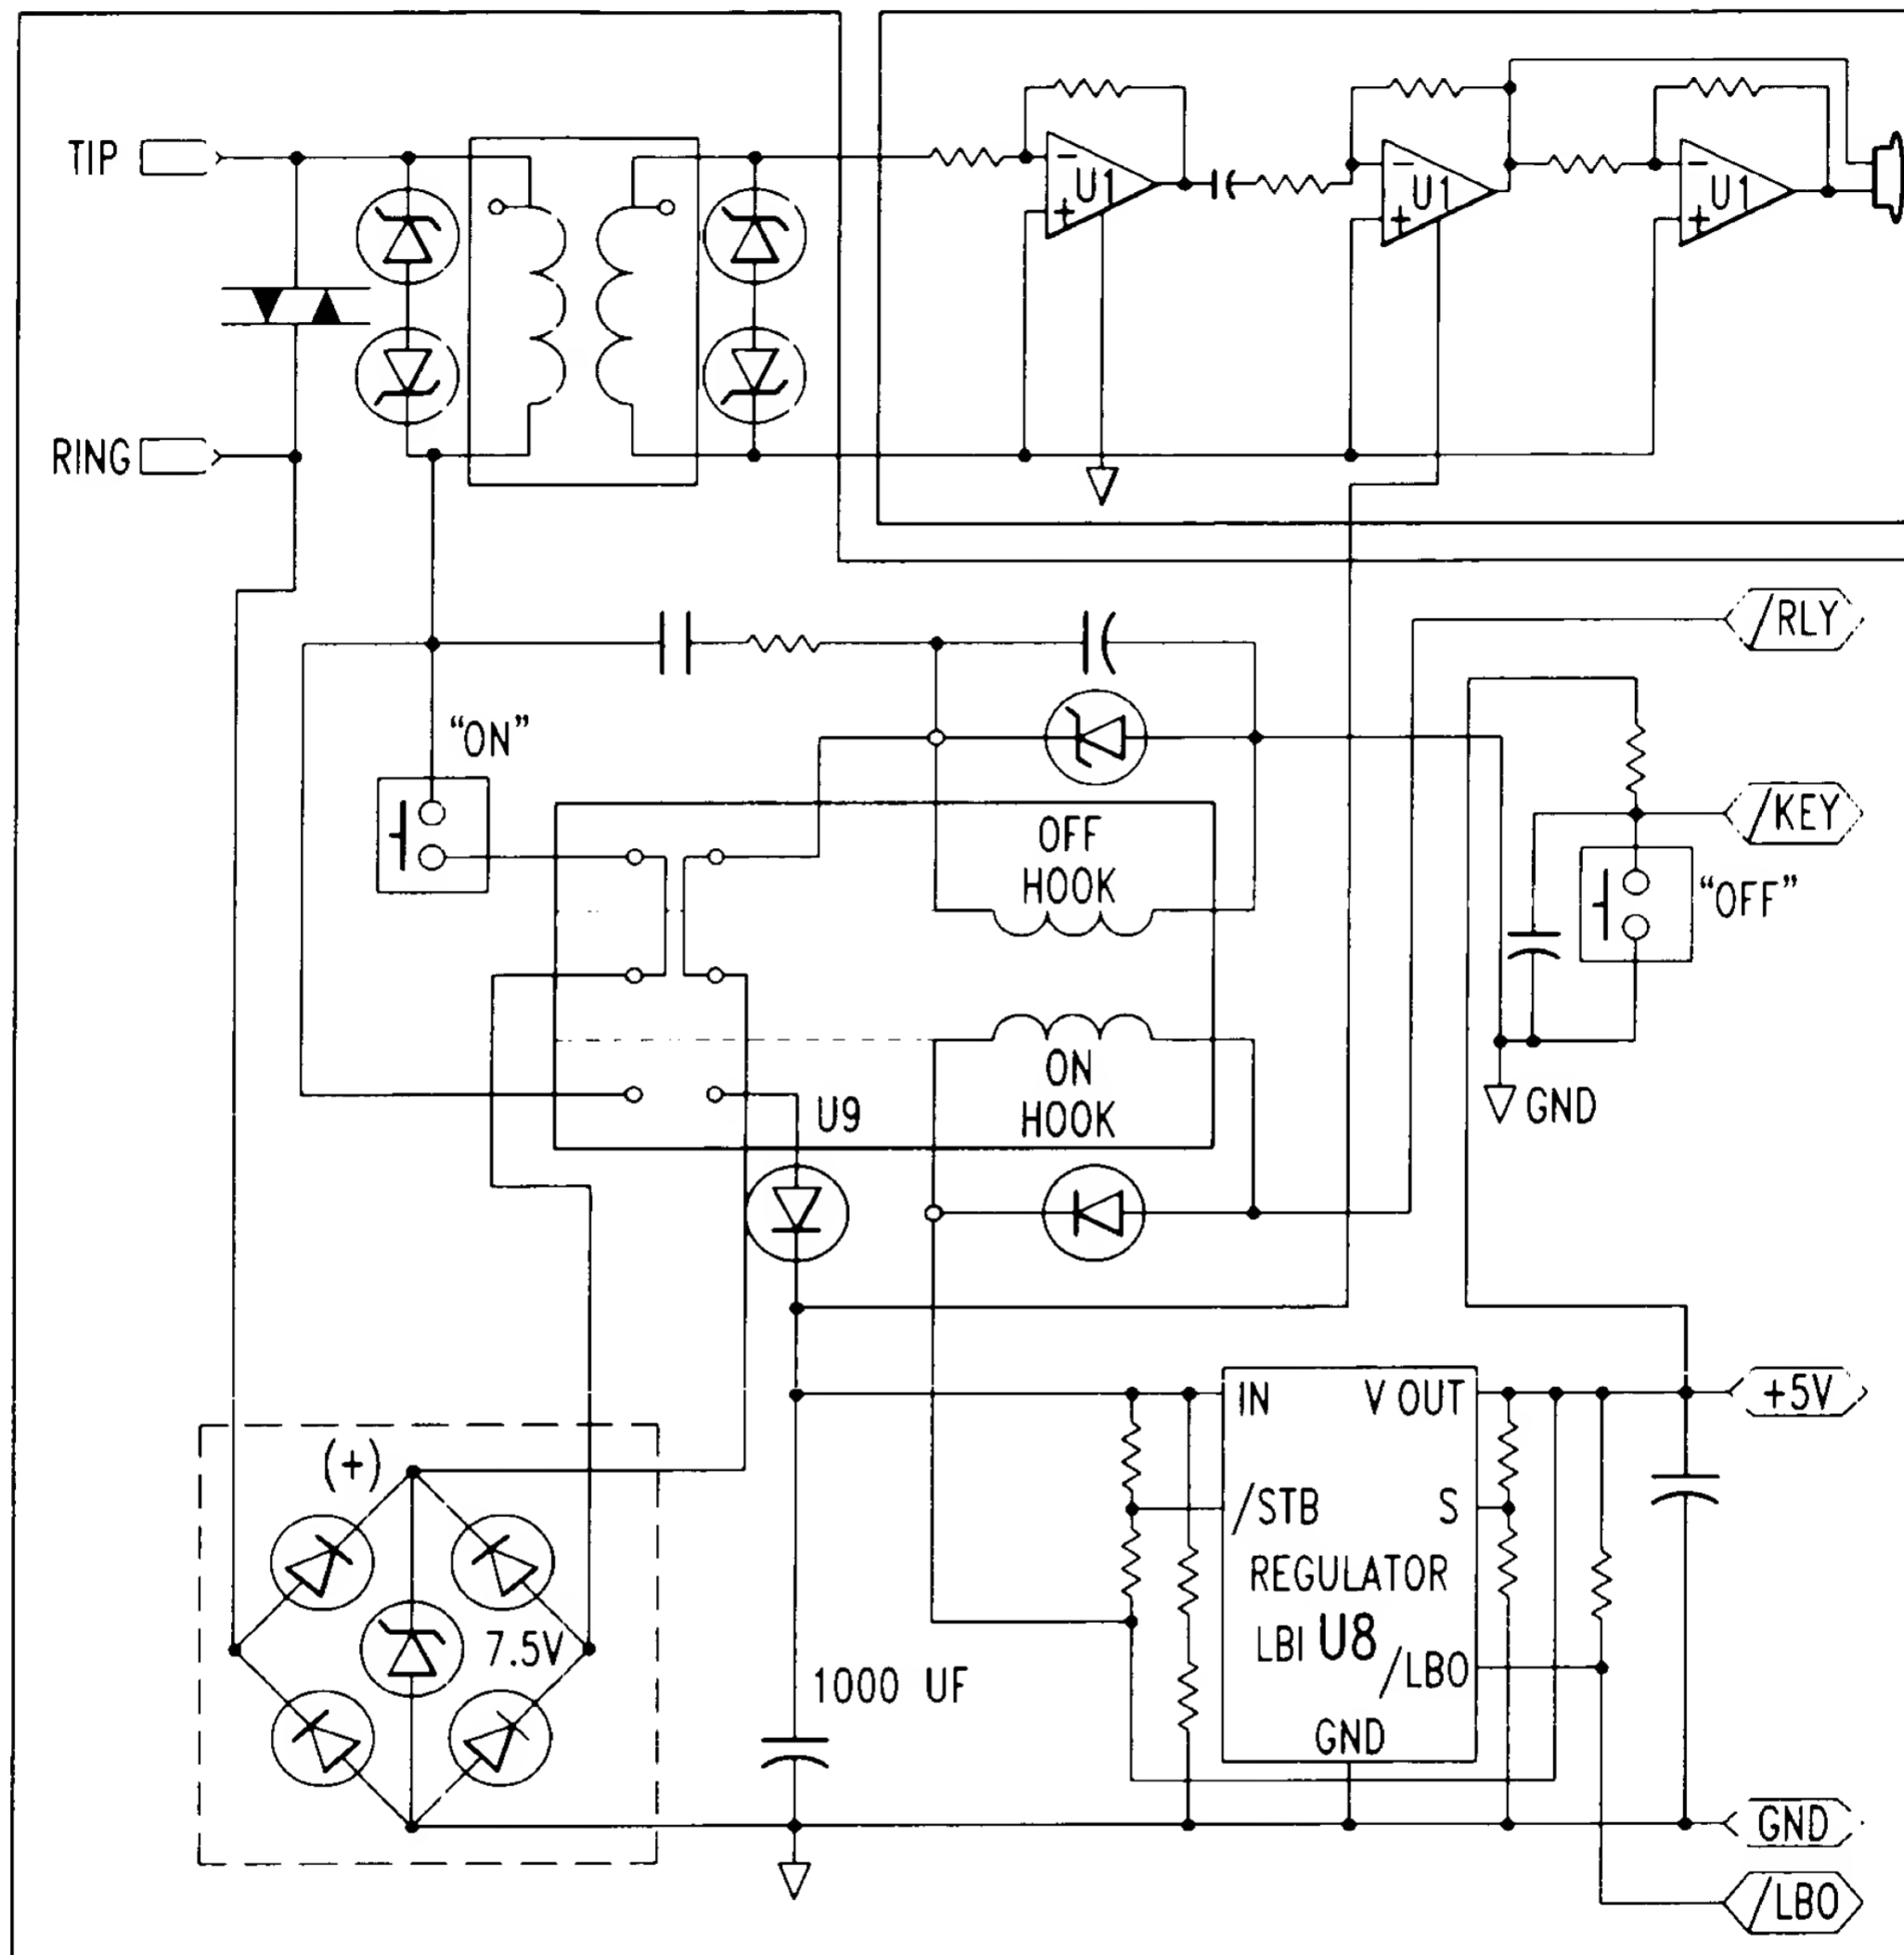 TIP
RING
-
+
U1
-
+
U1
-
+
U1
/RLY
"ON"
/KEY
OFF
HOOK
"OFF"
ON
HOOK
U9
GND
IN
V OUT
+5V
(+)
/STB
S
REGULATOR
7.5V
LBI U8
/LBO
1000 UF
GND
GND
/LBO